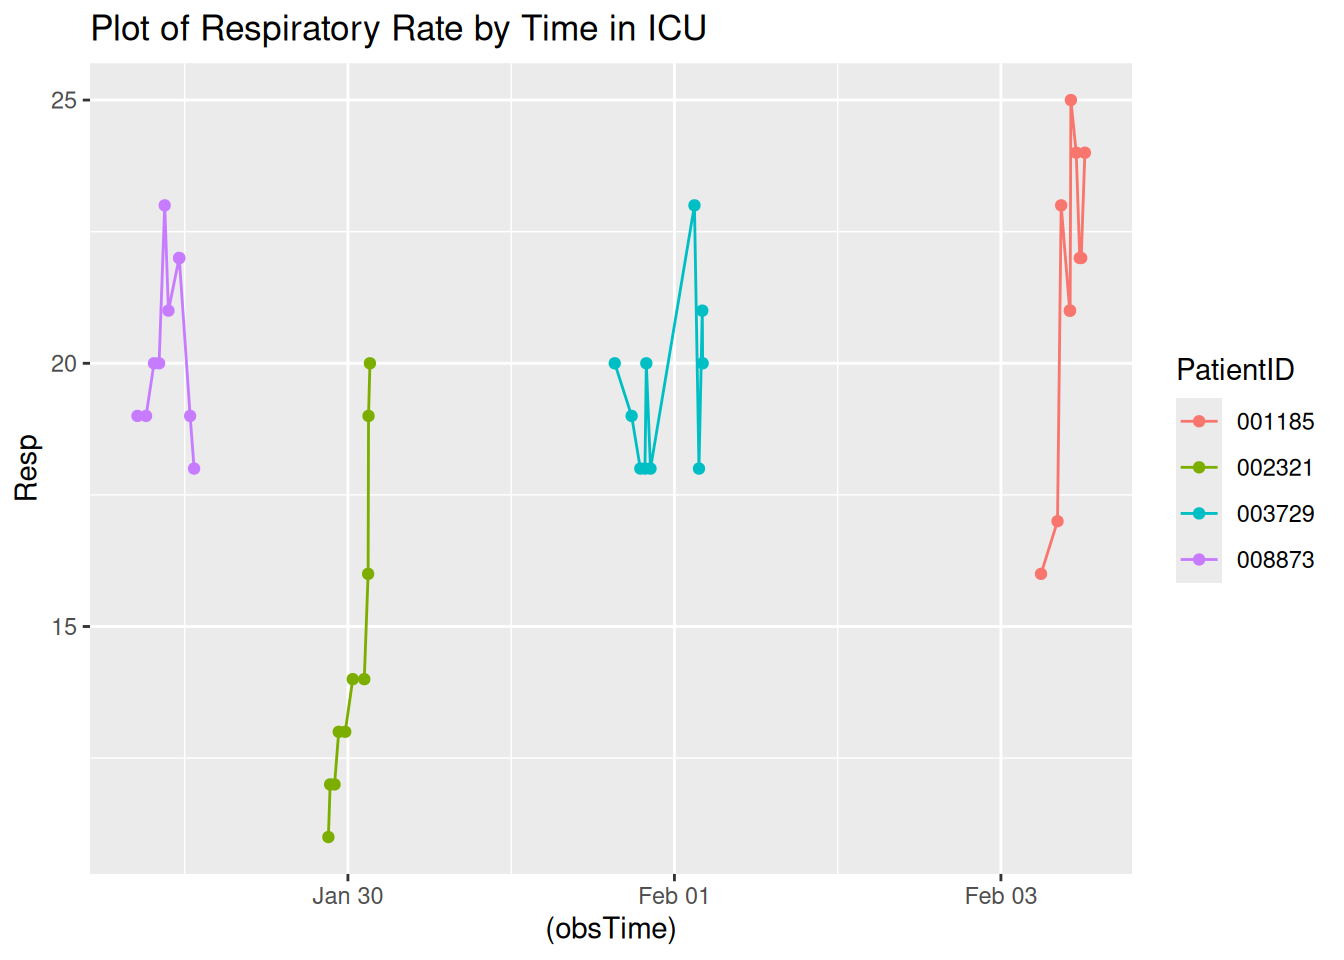 Plot of Respiratory Rate by Time in ICU
25
20
15
Resp
Jan 30
Feb 01
Feb 03
(obsTime)
PatientID
001185
002321
003729
008873